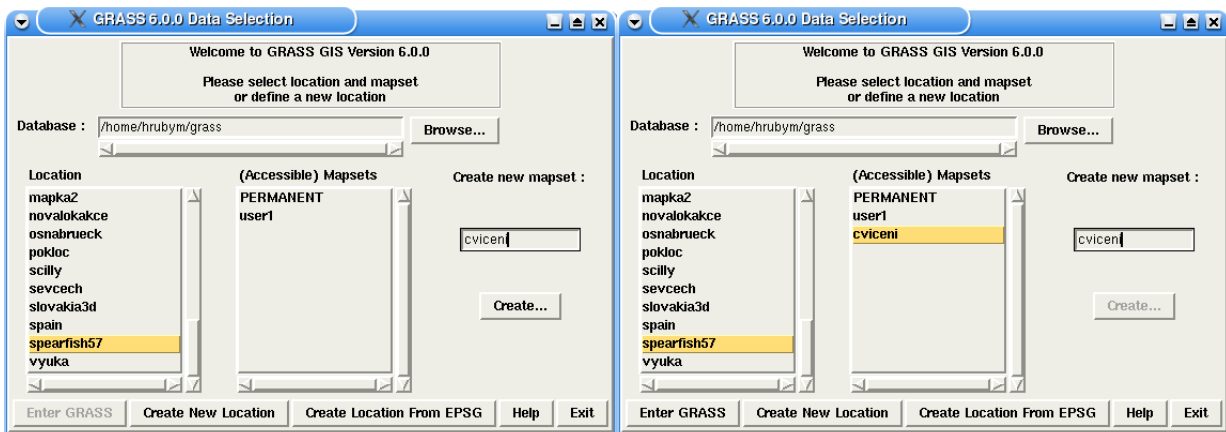 GRASS 6.0.0 Data Selection
Welcome to GRASS GIS Version 6.0.0
Please select location and mapset
or define a new location
Database :
/home/hrubym/grass
Browse...
Location
mapka2
novalokakce
osnabrueck
pokloc
scilly
sevcech
slovakia3d
spain
spearfish57
vyuka
(Accessible) Mapsets
PERMANENT
user1
Create new mapset :
cviceni
Create...
Enter GRASS
Create New Location
Create Location From EPSG
Help
Exit
GRASS 6.0.0 Data Selection
Welcome to GRASS GIS Version 6.0.0
Please select location and mapset
or define a new location
Database :
/home/hrubym/grass
Browse...
Location
mapka2
novalokakce
osnabrueck
pokloc
scilly
sevcech
slovakia3d
spain
spearfish57
vyuka
(Accessible) Mapsets
PERMANENT
user1
cviceni
Create new mapset :
cviceni
Create...
Enter GRASS
Create New Location
Create Location From EPSG
Help
Exit